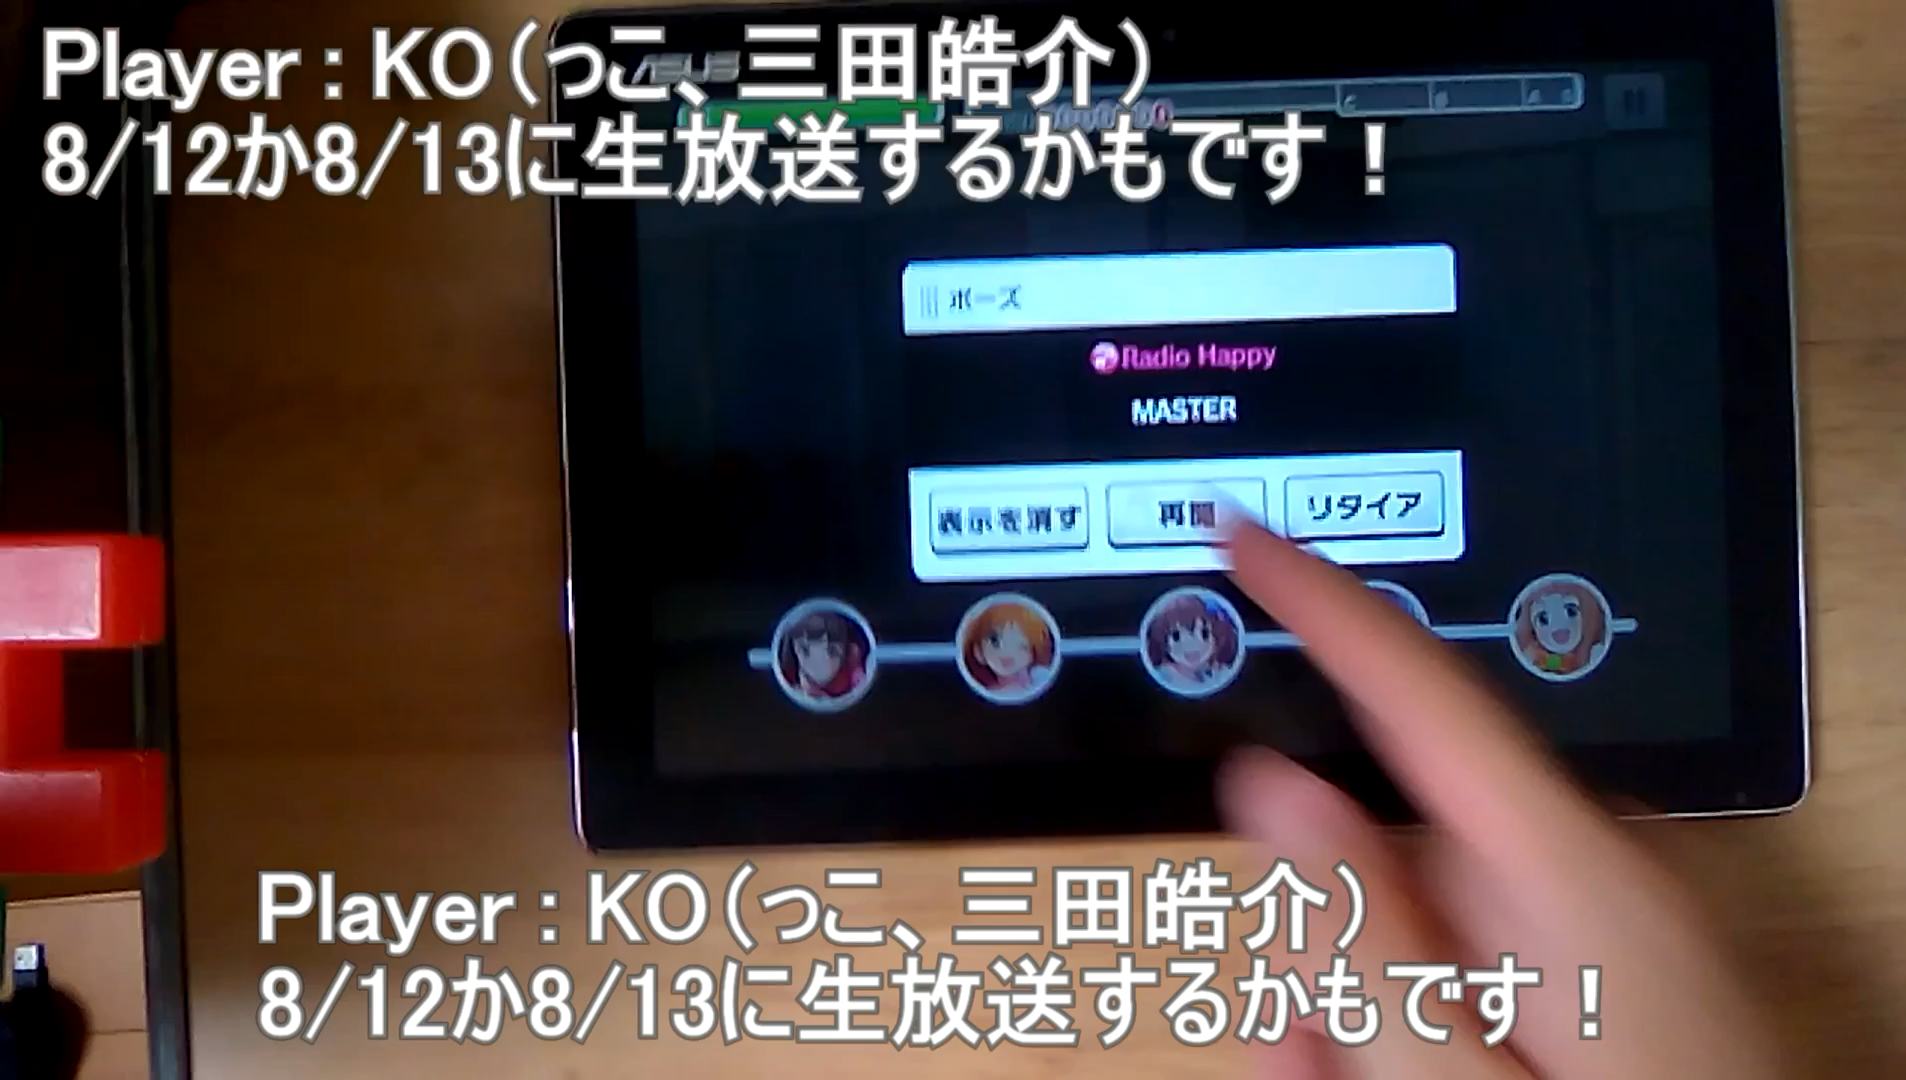 Player : KO（っこ、三田皓介）
8/12か8/13に生放送するかもです！
ASUS
ポーズ
Radio Happy
MASTER
表示を消す
再開
リタイア
Player : KO（っこ、三田皓介）
8/12か8/13に生放送するかもです！